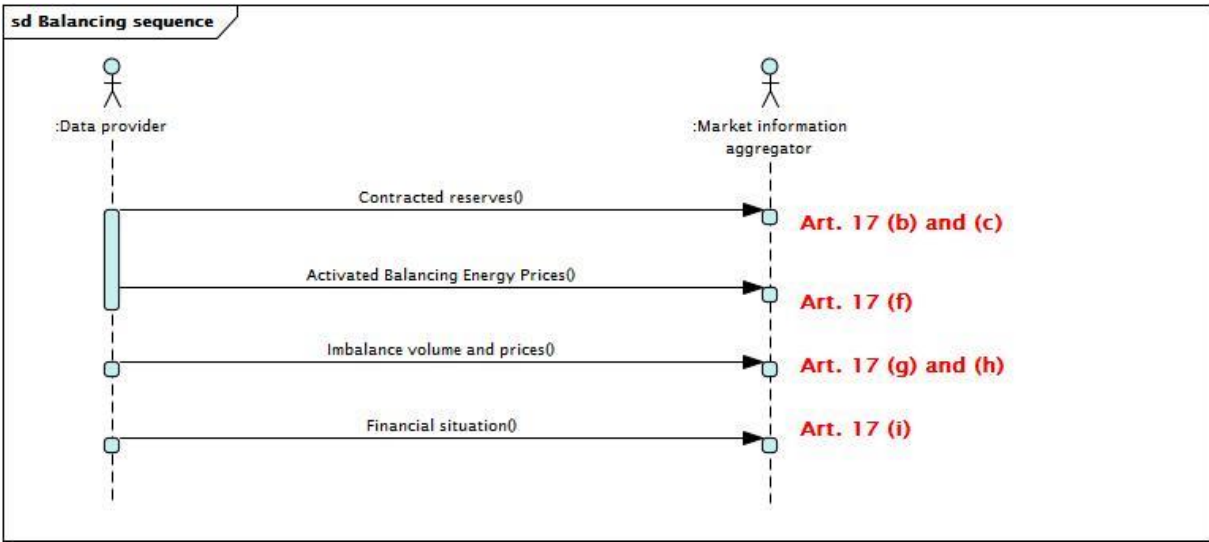 sd Balancing sequence
:Data provider
:Market information
aggregator
Contracted reserves()
Art. 17 (b) and (c)
Activated Balancing Energy Prices()
Art. 17 (f)
Imbalance volume and prices()
Art. 17 (g) and (h)
Financial situation()
Art. 17 (i)